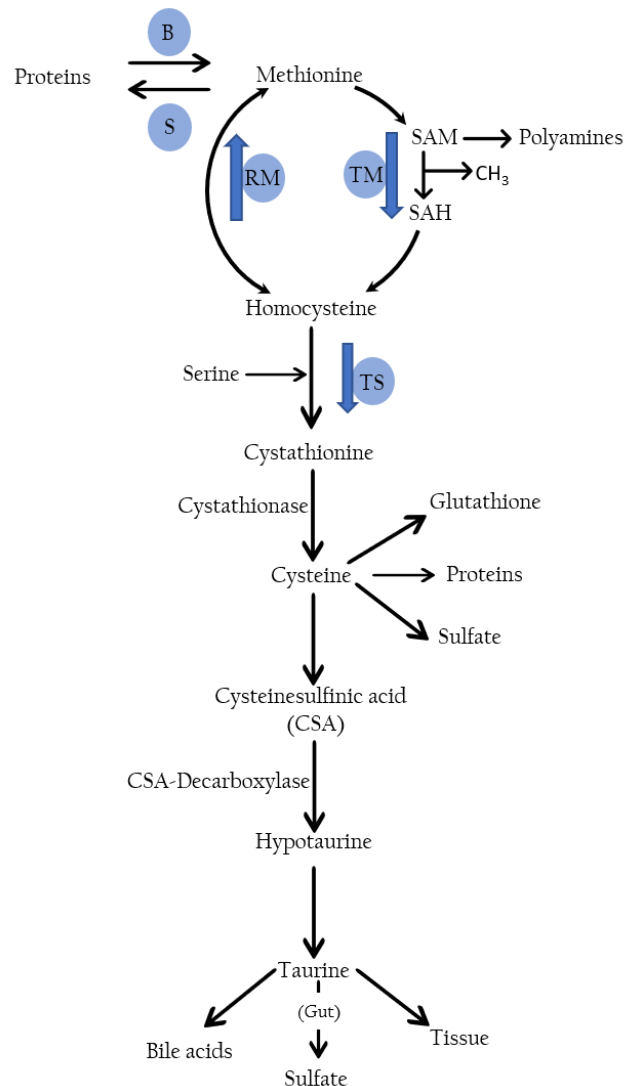 B
Proteins
Methionine
S
SAM
Polyamines
RM
TM
CH₃
SAH
Homocysteine
Serine
TS
Cystathionine
Cystathionase
Glutathione
Cysteine
Proteins
Sulfate
Cysteinesulfinic acid
(CSA)
CSA-Decarboxylase
Hypotaurine
Taurine
(Gut)
Bile acids
Tissue
Sulfate